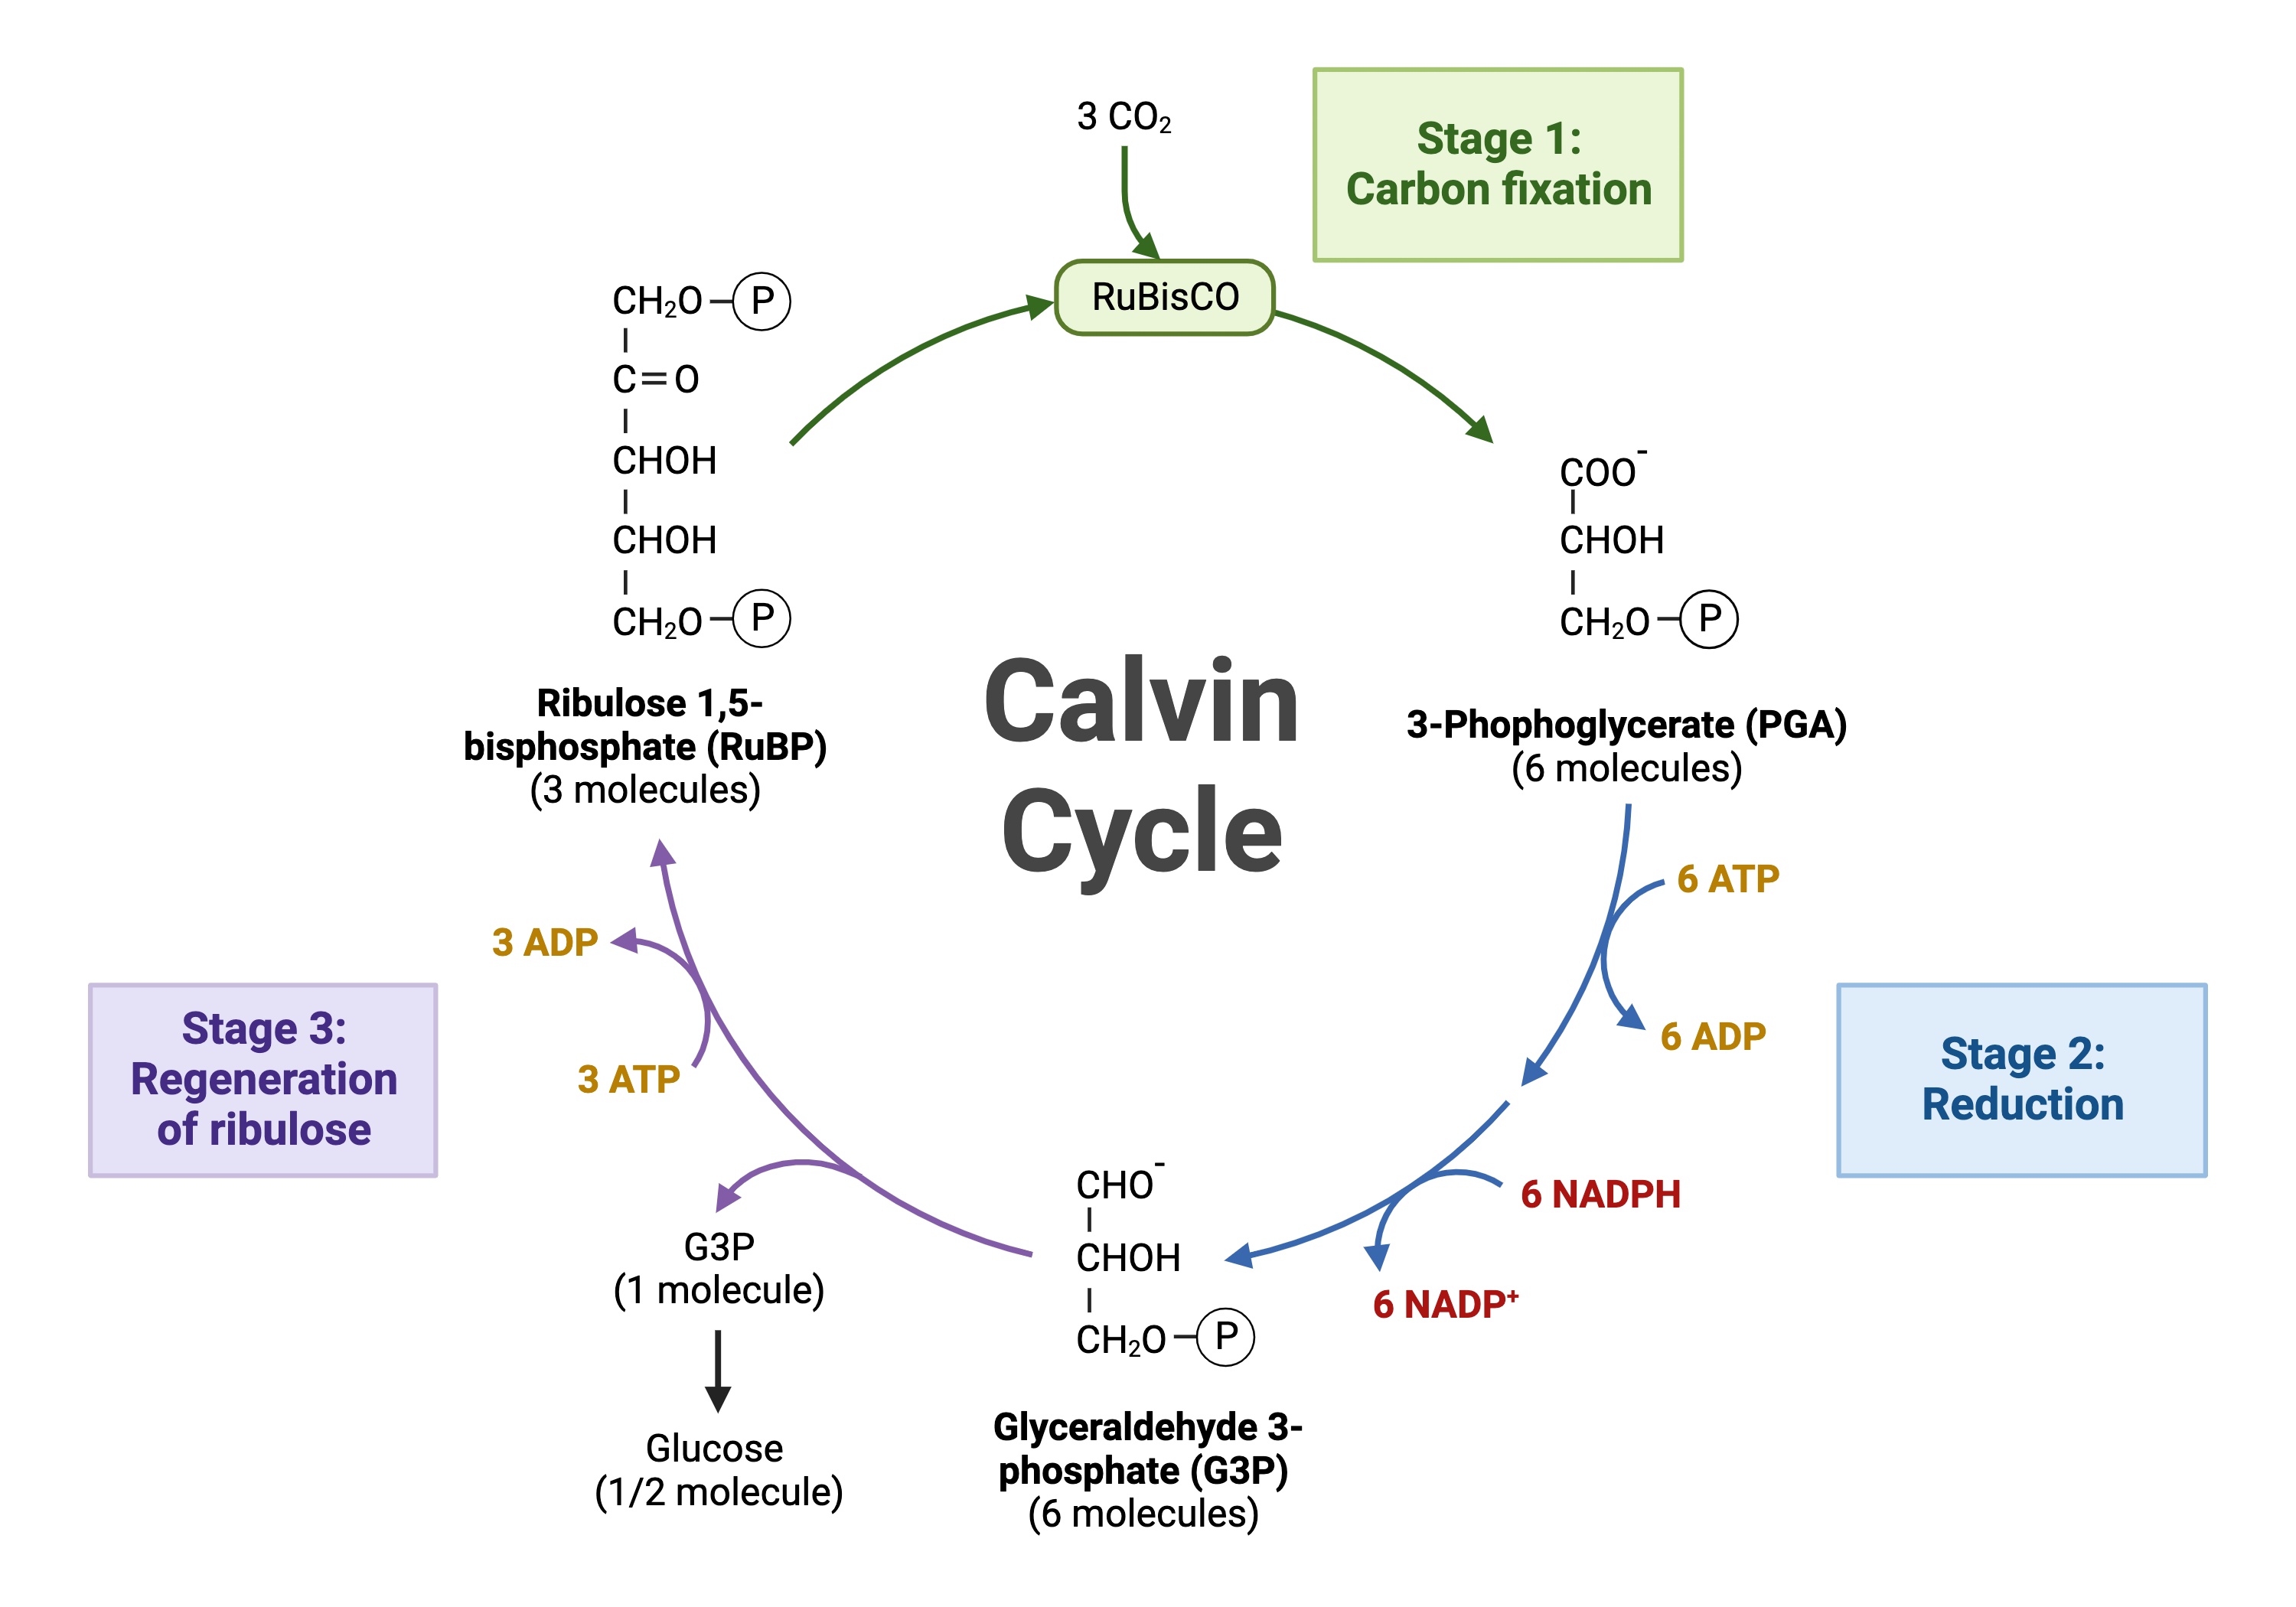 3 CO₂
Stage 1:
Carbon fixation
RuBisCO
CH₂O–P
C=O
CHOH
CHOH
CH₂O–P
Ribulose 1,5-
bisphosphate (RuBP)
(3 molecules)
COO⁻
CHOH
CH₂O–P
3-Phophoglycerate (PGA)
(6 molecules)
Calvin
Cycle
6 ATP
6 ADP
Stage 2:
Reduction
6 NADPH
6 NADP⁺
CHO⁻
CHOH
CH₂O–P
Glyceraldehyde 3-
phosphate (G3P)
(6 molecules)
3 ADP
3 ATP
Stage 3:
Regeneration
of ribulose
G3P
(1 molecule)
Glucose
(1/2 molecule)